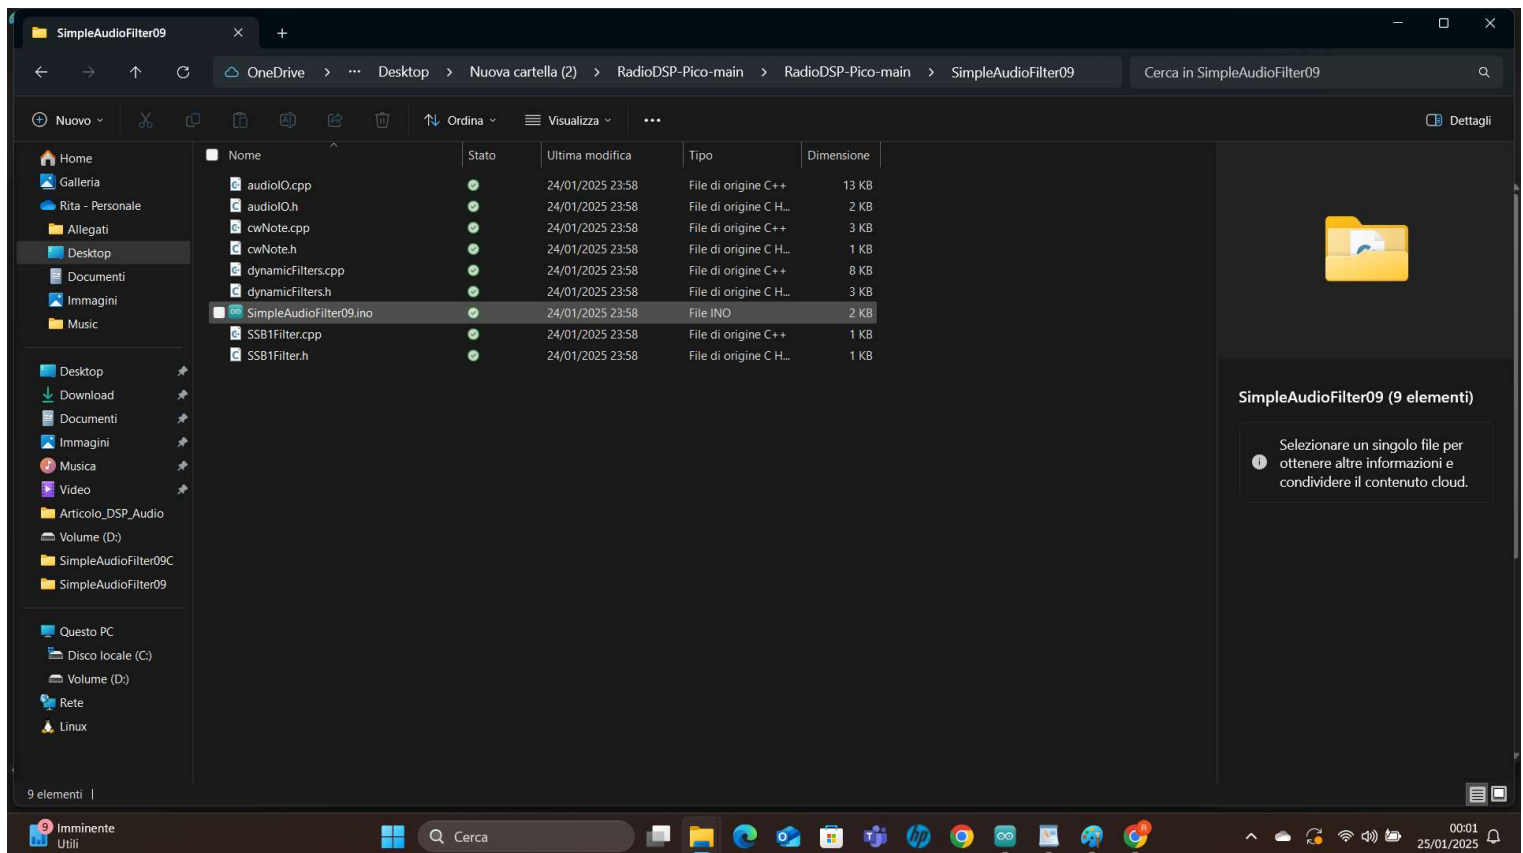 SimpleAudioFilter09
OneDrive > ... Desktop > Nuova cartella (2) > RadioDSP-Pico-main > RadioDSP-Pico-main > SimpleAudioFilter09
Cerca in SimpleAudioFilter09
Nuovo
Ordina
Visualizza
Dettagli
Home
Galleria
Rita - Personale
Allegati
Desktop
Documenti
Immagini
Music
Desktop
Download
Documenti
Immagini
Musica
Video
Articolo_DSP_Audio
Volume (D:)
SimpleAudioFilter09C
SimpleAudioFilter09
Questo PC
Disco locale (C:)
Volume (D:)
Rete
Linux
Nome Stato Ultima modifica Tipo Dimensione
audioIO.cpp 24/01/2025 23:58 File di origine C++ 13 KB
audioIO.h 24/01/2025 23:58 File di origine C H... 2 KB
cwNote.cpp 24/01/2025 23:58 File di origine C++ 3 KB
cwNote.h 24/01/2025 23:58 File di origine C H... 1 KB
dynamicFilters.cpp 24/01/2025 23:58 File di origine C++ 8 KB
dynamicFilters.h 24/01/2025 23:58 File di origine C H... 3 KB
SimpleAudioFilter09.ino 24/01/2025 23:58 File INO 2 KB
SSB1Filter.cpp 24/01/2025 23:58 File di origine C++ 1 KB
SSB1Filter.h 24/01/2025 23:58 File di origine C H... 1 KB
SimpleAudioFilter09 (9 elementi)
Selezionare un singolo file per
ottenere altre informazioni e
condividere il contenuto cloud.
9 elementi
9
Imminente
Utili
Cerca
hp
R
00:01
25/01/2025